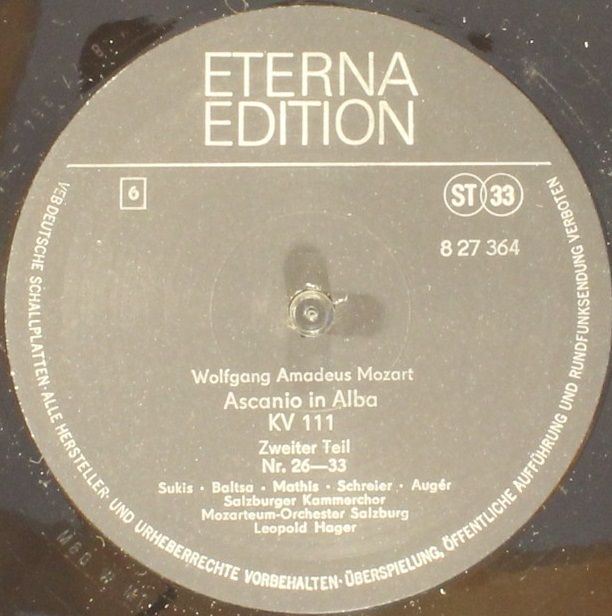 ETERNA
EDITION
6
ST 33
8 27 364
Wolfgang Amadeus Mozart
Ascanio in Alba
KV 111
Zweiter Teil
Nr. 26—33
Sukis · Baltsa · Mathis · Schreier · Augér
Salzburger Kammerchor
Mozarteum-Orchester Salzburg
Leopold Hager
VEB DEUTSCHE SCHALLPLATTEN · ALLE HERSTELLER- UND URHEBERRECHTE VORBEHALTEN · ÜBERSPIELUNG, ÖFFENTLICHE AUFFÜHRUNG UND RUNDFUNKSENDUNG VERBOTEN